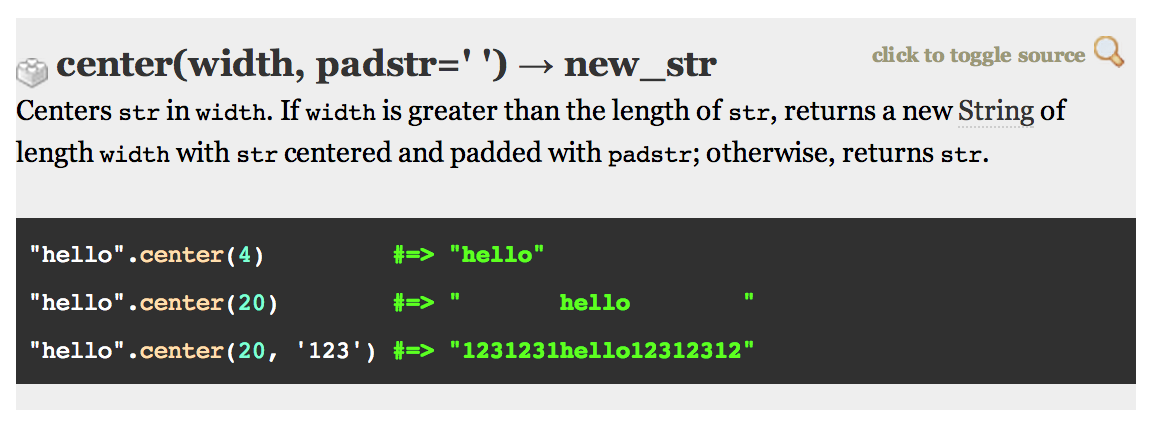 center(width, padstr=' ') → new_str
click to toggle source
Centers str in width. If width is greater than the length of str, returns a new String of
length width with str centered and padded with padstr; otherwise, returns str.
"hello".center(4)         #=> "hello"
"hello".center(20)        #=> "       hello        "
"hello".center(20, '123') #=> "1231231hello12312312"